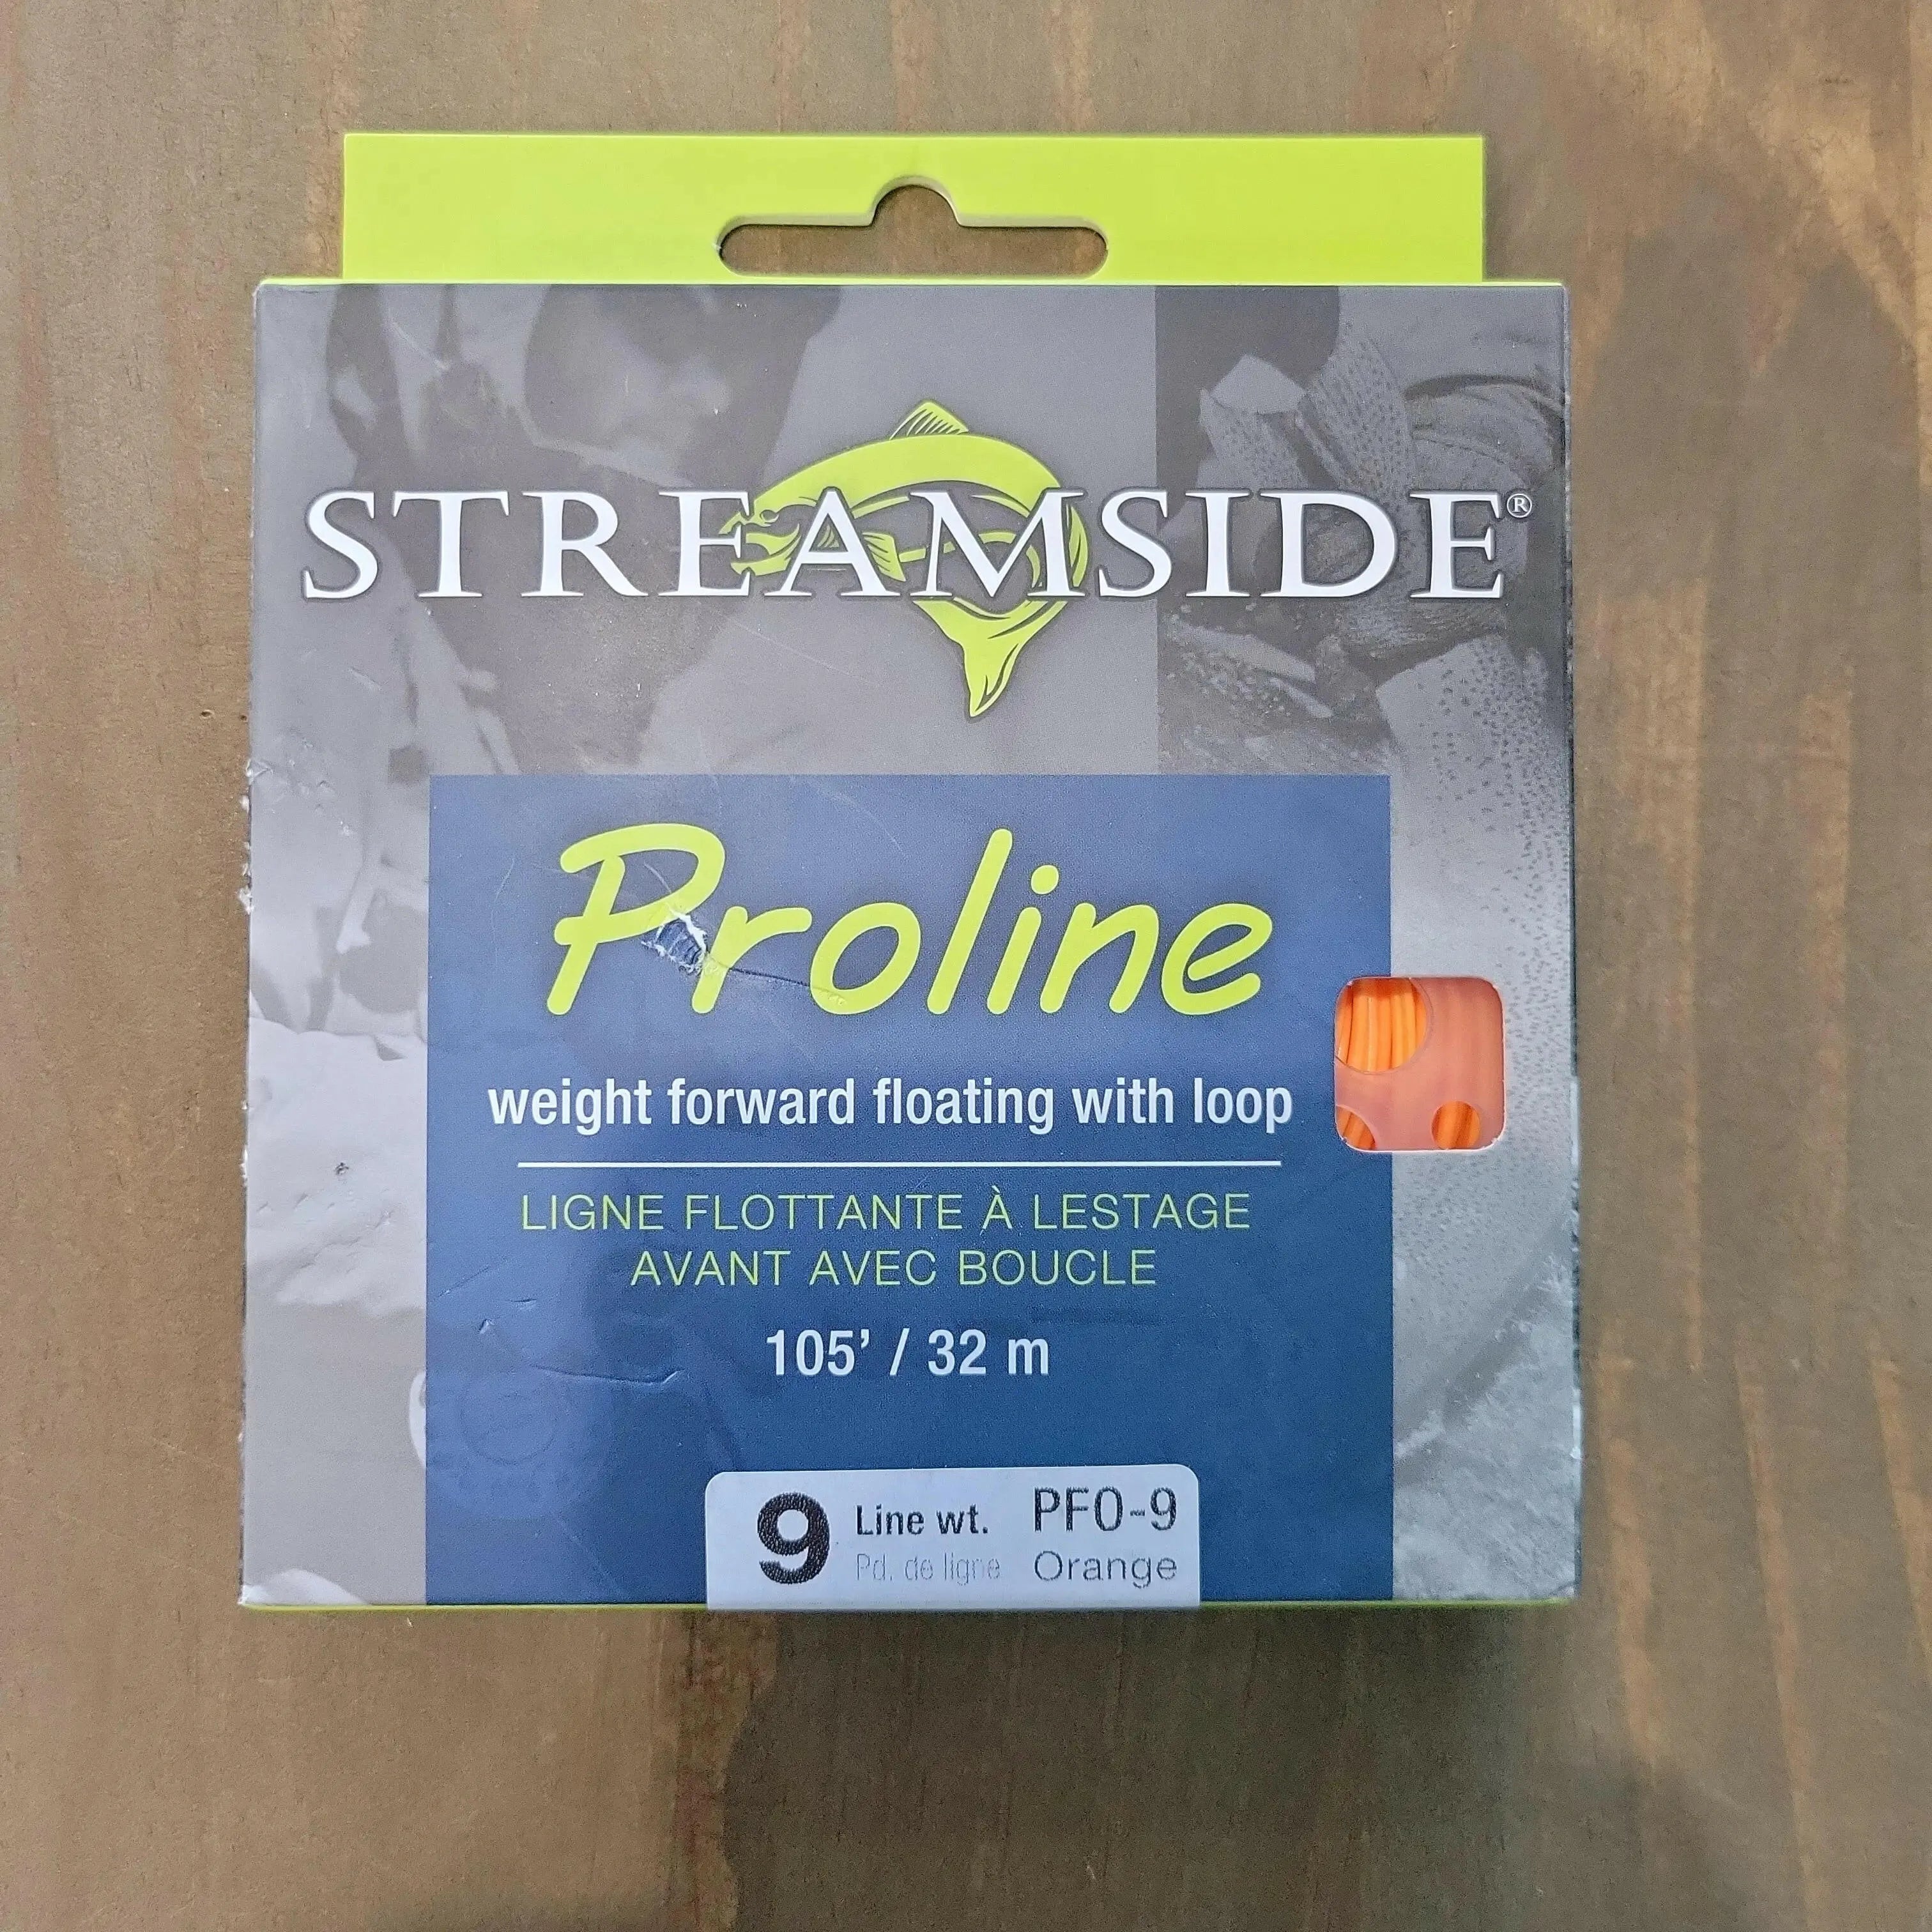 STREAMSIDE®
Proline
weight forward floating with loop
LIGNE FLOTTANTE À LESTAGE
AVANT AVEC BOUCLE
105' / 32 m
9 Line wt. PFO-9
Pd. de ligne Orange